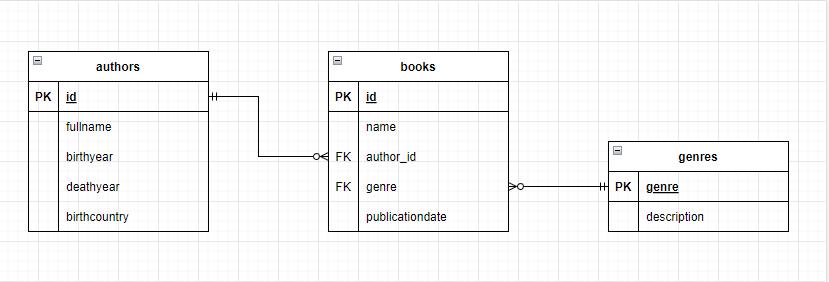 authors
PK id
fullname
birthyear
deathyear
birthcountry
books
PK id
name
FK author_id
FK genre
publicationdate
genres
PK genre
description